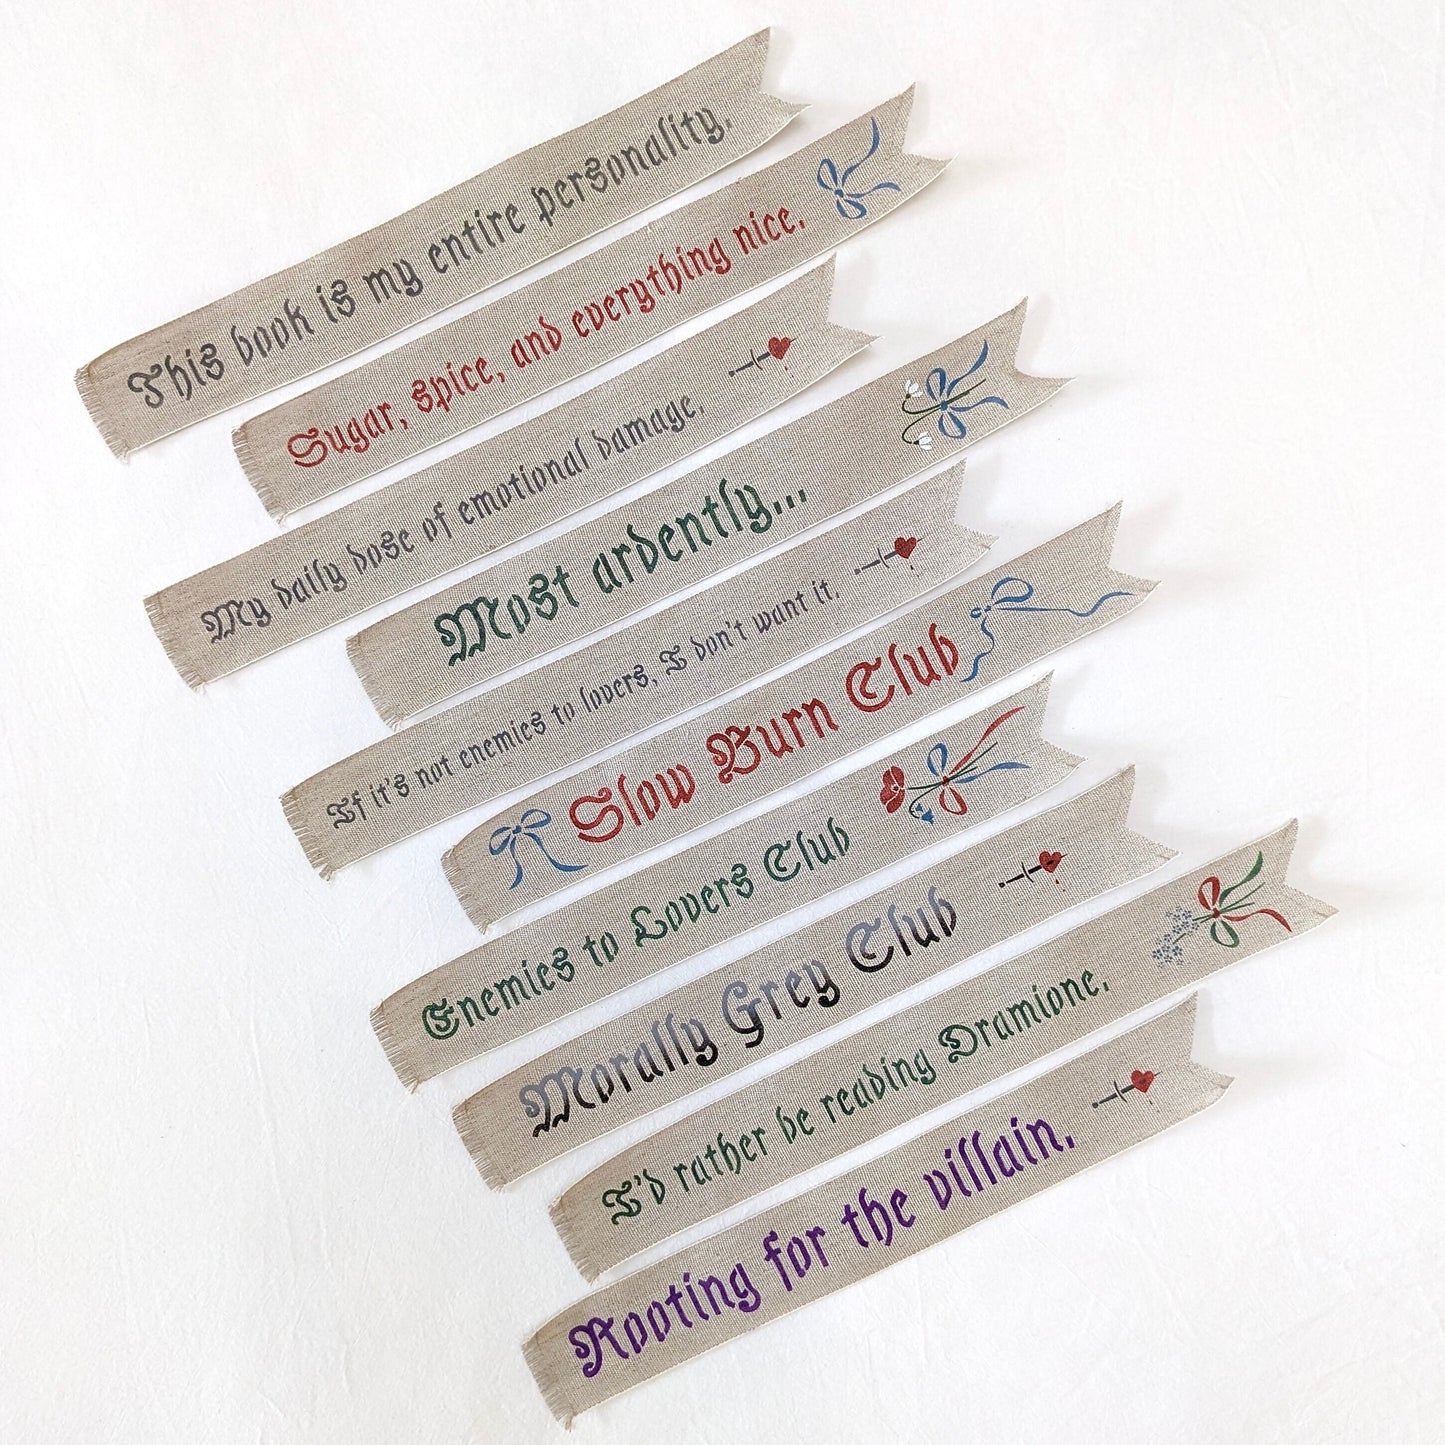 This book is my entire personality.
Sugar, spice, and everything nice.
My daily dose of emotional damage.
Most ardently...
If it's not enemies to lovers, I don't want it.
Slow Burn Club
Enemies to Lovers Club
Morally Grey Club
I'd rather be reading Dramione.
Rooting for the villain.